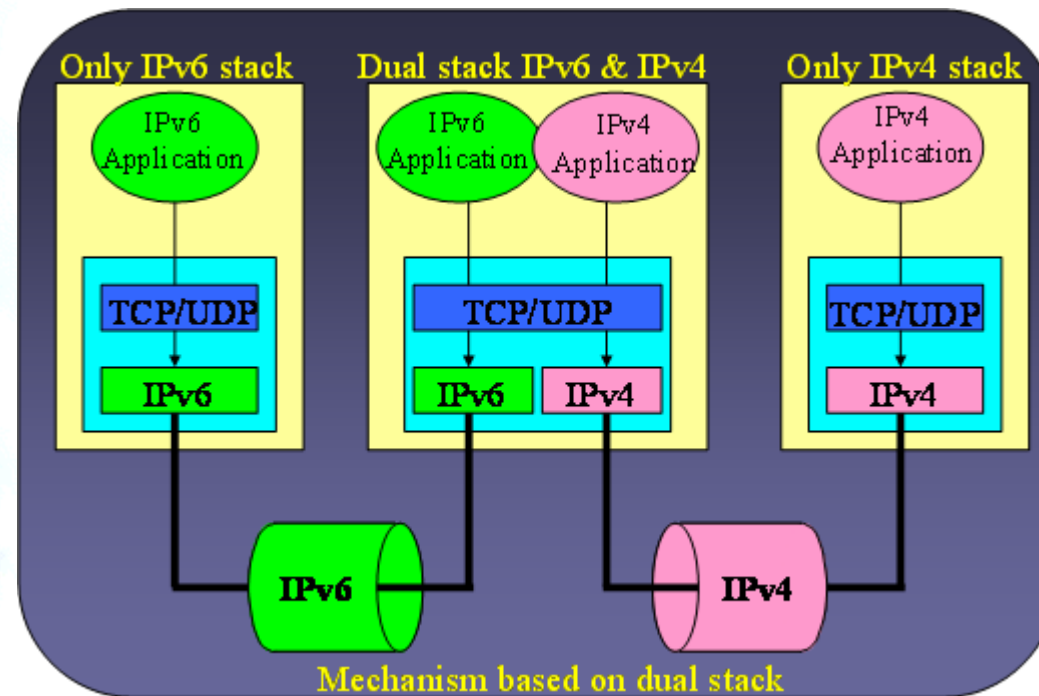 Only IPv6 stack
Dual stack IPv6 & IPv4
Only IPv4 stack
IPv6
Application
IPv6
Application
IPv4
Application
IPv4
Application
TCP/UDP
TCP/UDP
TCP/UDP
IPv6
IPv6
IPv4
IPv4
IPv6
IPv4
Mechanism based on dual stack